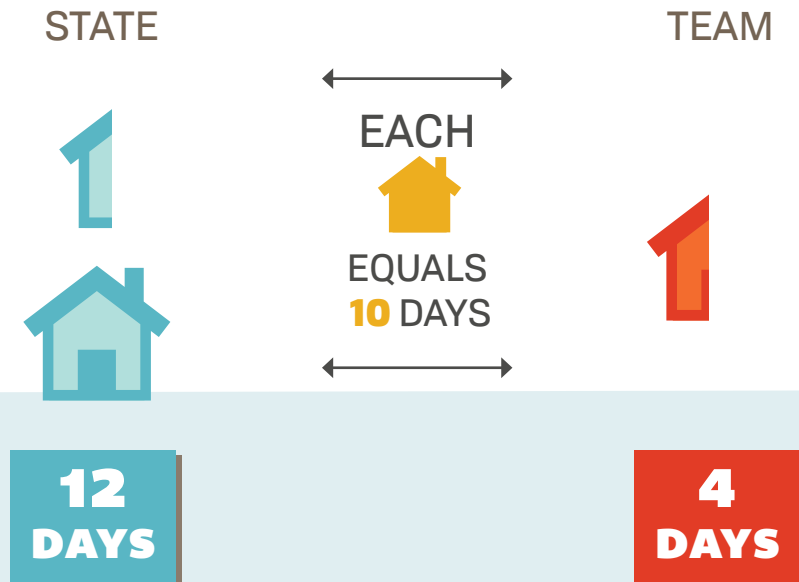 STATE
TEAM
EACH
EQUALS
10 DAYS
12
DAYS
4
DAYS